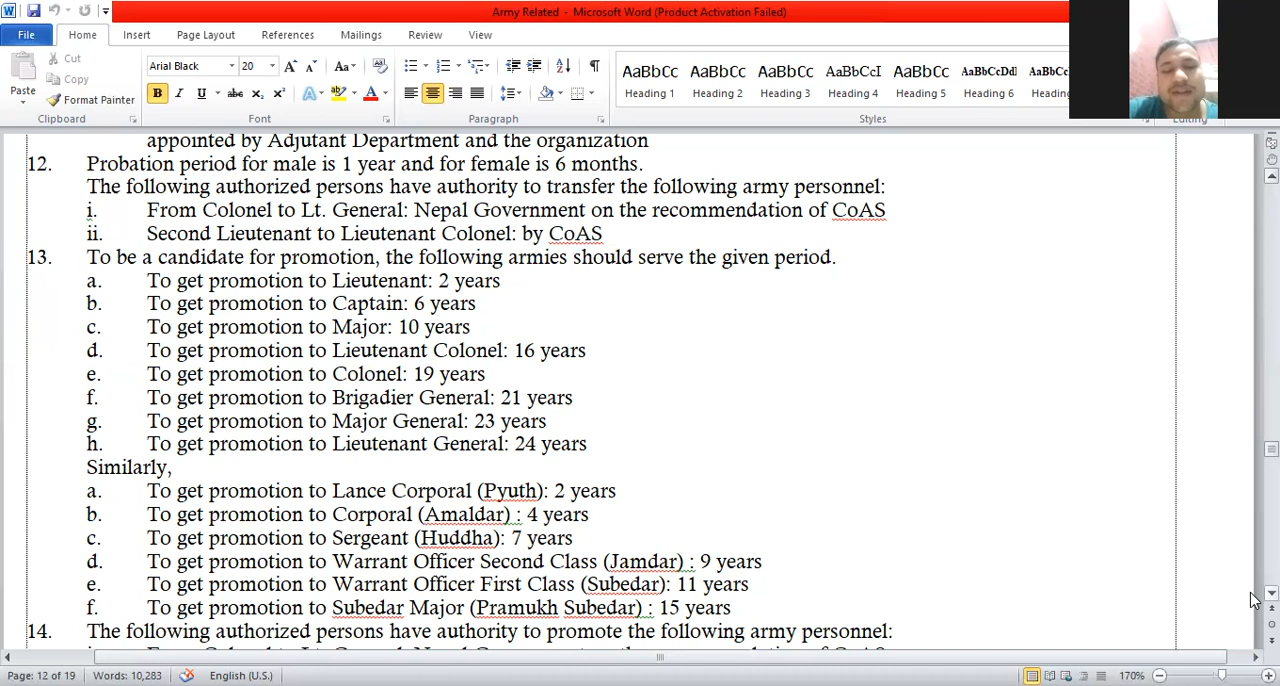 Army Related - Microsoft Word (Product Activation Failed)
File Home Insert Page Layout References Mailings Review View
Paste
Cut
Copy
Format Painter
Clipboard
Arial Black 20
Aa
B I U abc X₂ X²
Font
Paragraph
AaBbCc AaBbCc AaBbCc AaBbCcI AaBbCc AaBbCcDd AaBbCc
Heading 1 Heading 2 Heading 3 Heading 4 Heading 5 Heading 6 Heading
Styles
Editing
appointed by Adjutant Department and the organization
12. Probation period for male is 1 year and for female is 6 months.
The following authorized persons have authority to transfer the following army personnel:
i. From Colonel to Lt. General: Nepal Government on the recommendation of CoAS
ii. Second Lieutenant to Lieutenant Colonel: by CoAS
13. To be a candidate for promotion, the following armies should serve the given period.
a. To get promotion to Lieutenant: 2 years
b. To get promotion to Captain: 6 years
c. To get promotion to Major: 10 years
d. To get promotion to Lieutenant Colonel: 16 years
e. To get promotion to Colonel: 19 years
f. To get promotion to Brigadier General: 21 years
g. To get promotion to Major General: 23 years
h. To get promotion to Lieutenant General: 24 years
Similarly,
a. To get promotion to Lance Corporal (Pyuth): 2 years
b. To get promotion to Corporal (Amaldar) : 4 years
c. To get promotion to Sergeant (Huddha): 7 years
d. To get promotion to Warrant Officer Second Class (Jamdar) : 9 years
e. To get promotion to Warrant Officer First Class (Subedar): 11 years
f. To get promotion to Subedar Major (Pramukh Subedar) : 15 years
14. The following authorized persons have authority to promote the following army personnel:
Page: 12 of 19 Words: 10,283 English (U.S.) 170%